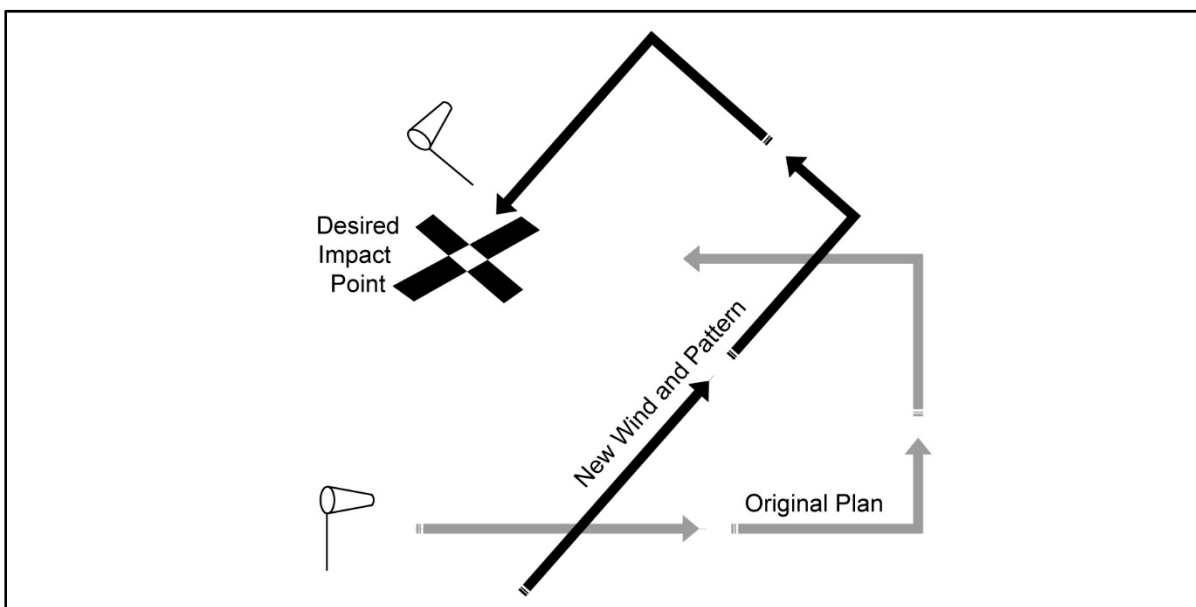 Desired
Impact
Point
New Wind and Pattern
Original Plan